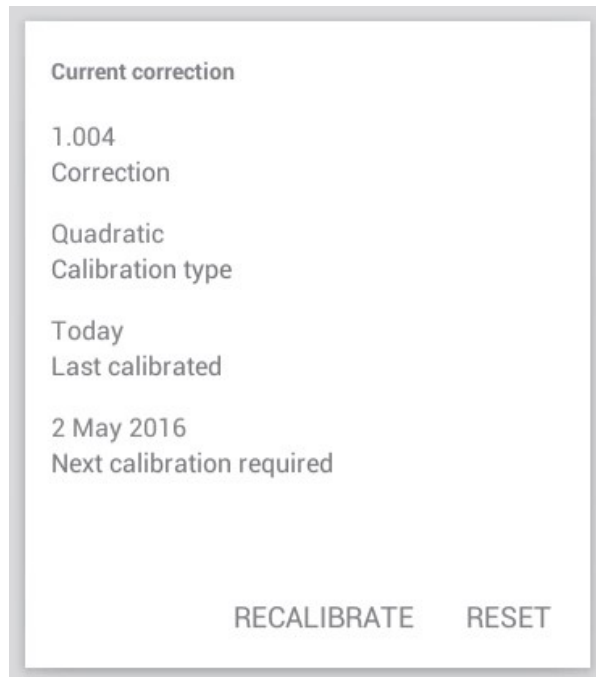 Current correction
1.004
Correction
Quadratic
Calibration type
Today
Last calibrated
2 May 2016
Next calibration required
RECALIBRATE RESET